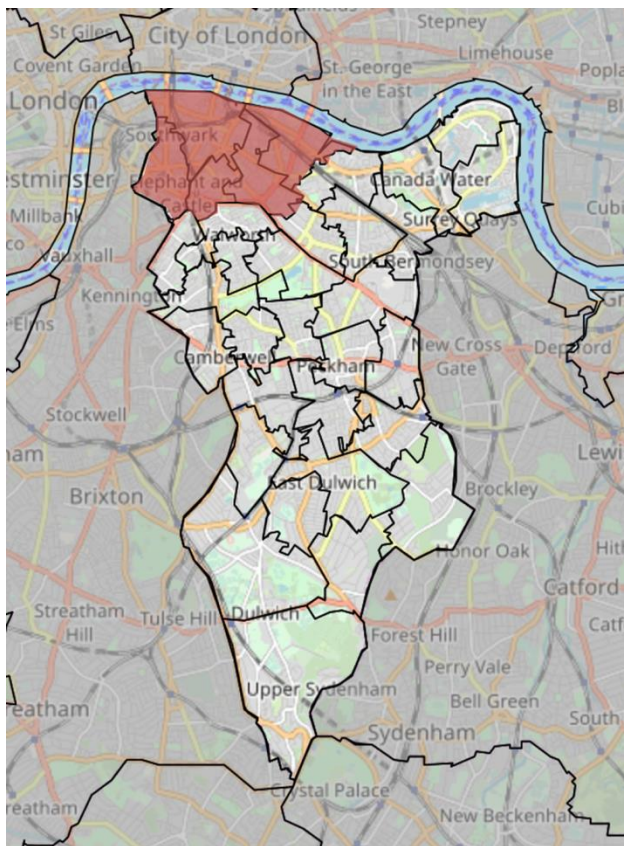 St Giles
City of London
Stepney
Covent Garden
Limehouse
St. George
in the East
Popla
London
Southwark
estminster
Elephant and
Castle
Canada Water
Millbank
Surrey Quays
Cubi
co
Walworth
Vauxhall
South Bermondsey
Kennington
Elms
New Cross
Gate
Deptford
Camberwell
Peckham
Stockwell
ham
Lewi
East Dulwich
Brixton
Brockley
Honor Oak
Hith
Catford
Streatham
Hill
Tulse Hill
Dulwich
Catf
Forest Hill
Perry Vale
Upper Sydenham
Bell Green
reatham
South
Sydenham
Crystal Palace
reatham
New Beckenham